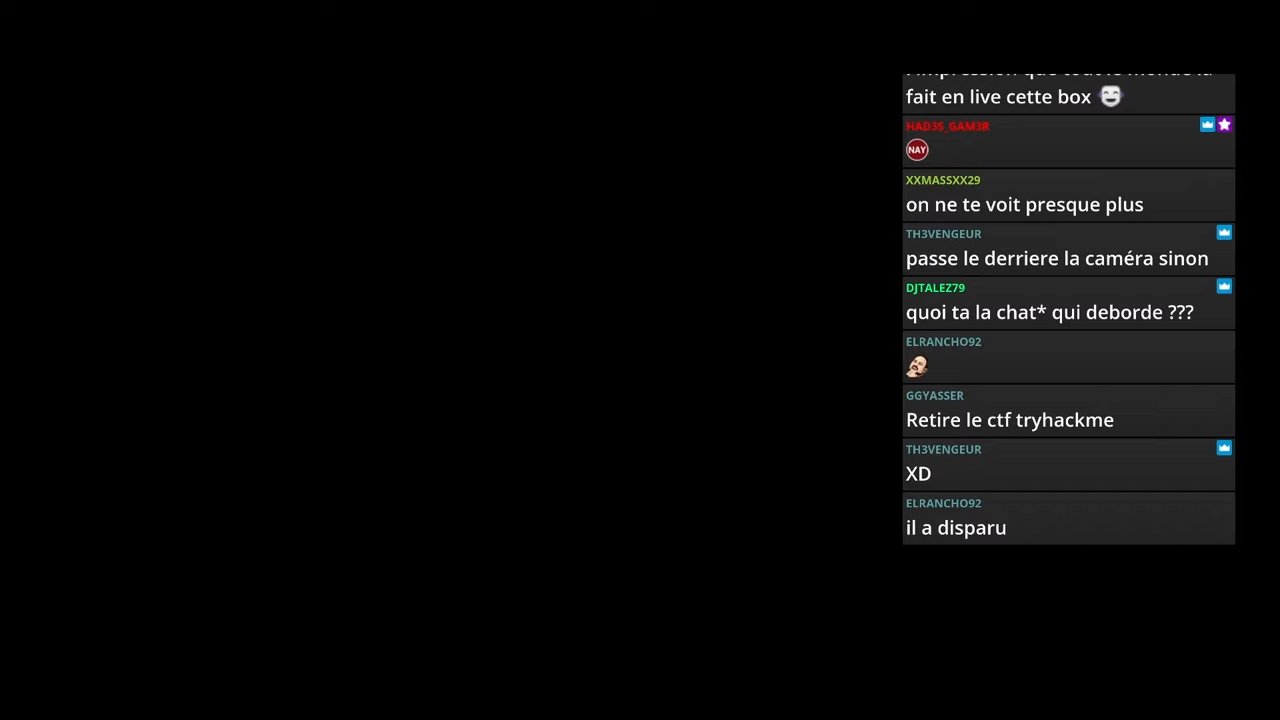 fait en live cette box
HAD3S_GAM3R
NAY
XXMASSXX29
on ne te voit presque plus
TH3VENGEUR
passe le derriere la caméra sinon
DJTALEZ79
quoi ta la chat* qui deborde ???
ELRANCHO92
GGYASSER
Retire le ctf tryhackme
TH3VENGEUR
XD
ELRANCHO92
il a disparu